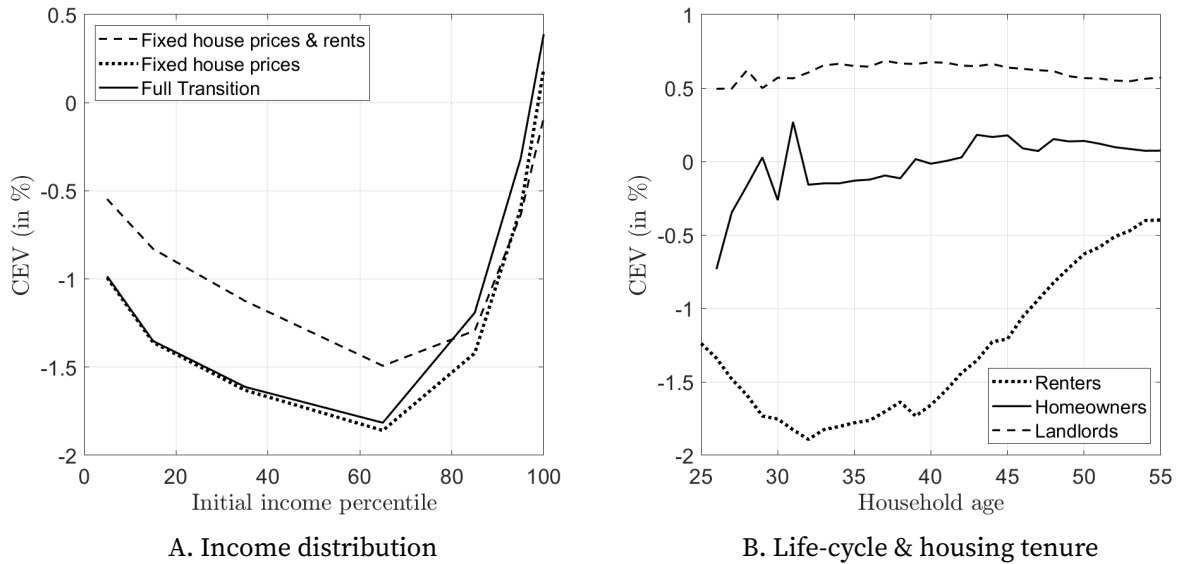 0.5
0
-0.5
-1
-1.5
-2
CEV (in %)
Fixed house prices & rents
Fixed house prices
Full Transition
0 20 40 60 80 100
Initial income percentile
A. Income distribution
1
0.5
0
-0.5
-1
-1.5
-2
CEV (in %)
Renters
Homeowners
Landlords
25 30 35 40 45 50 55
Household age
B. Life-cycle & housing tenure